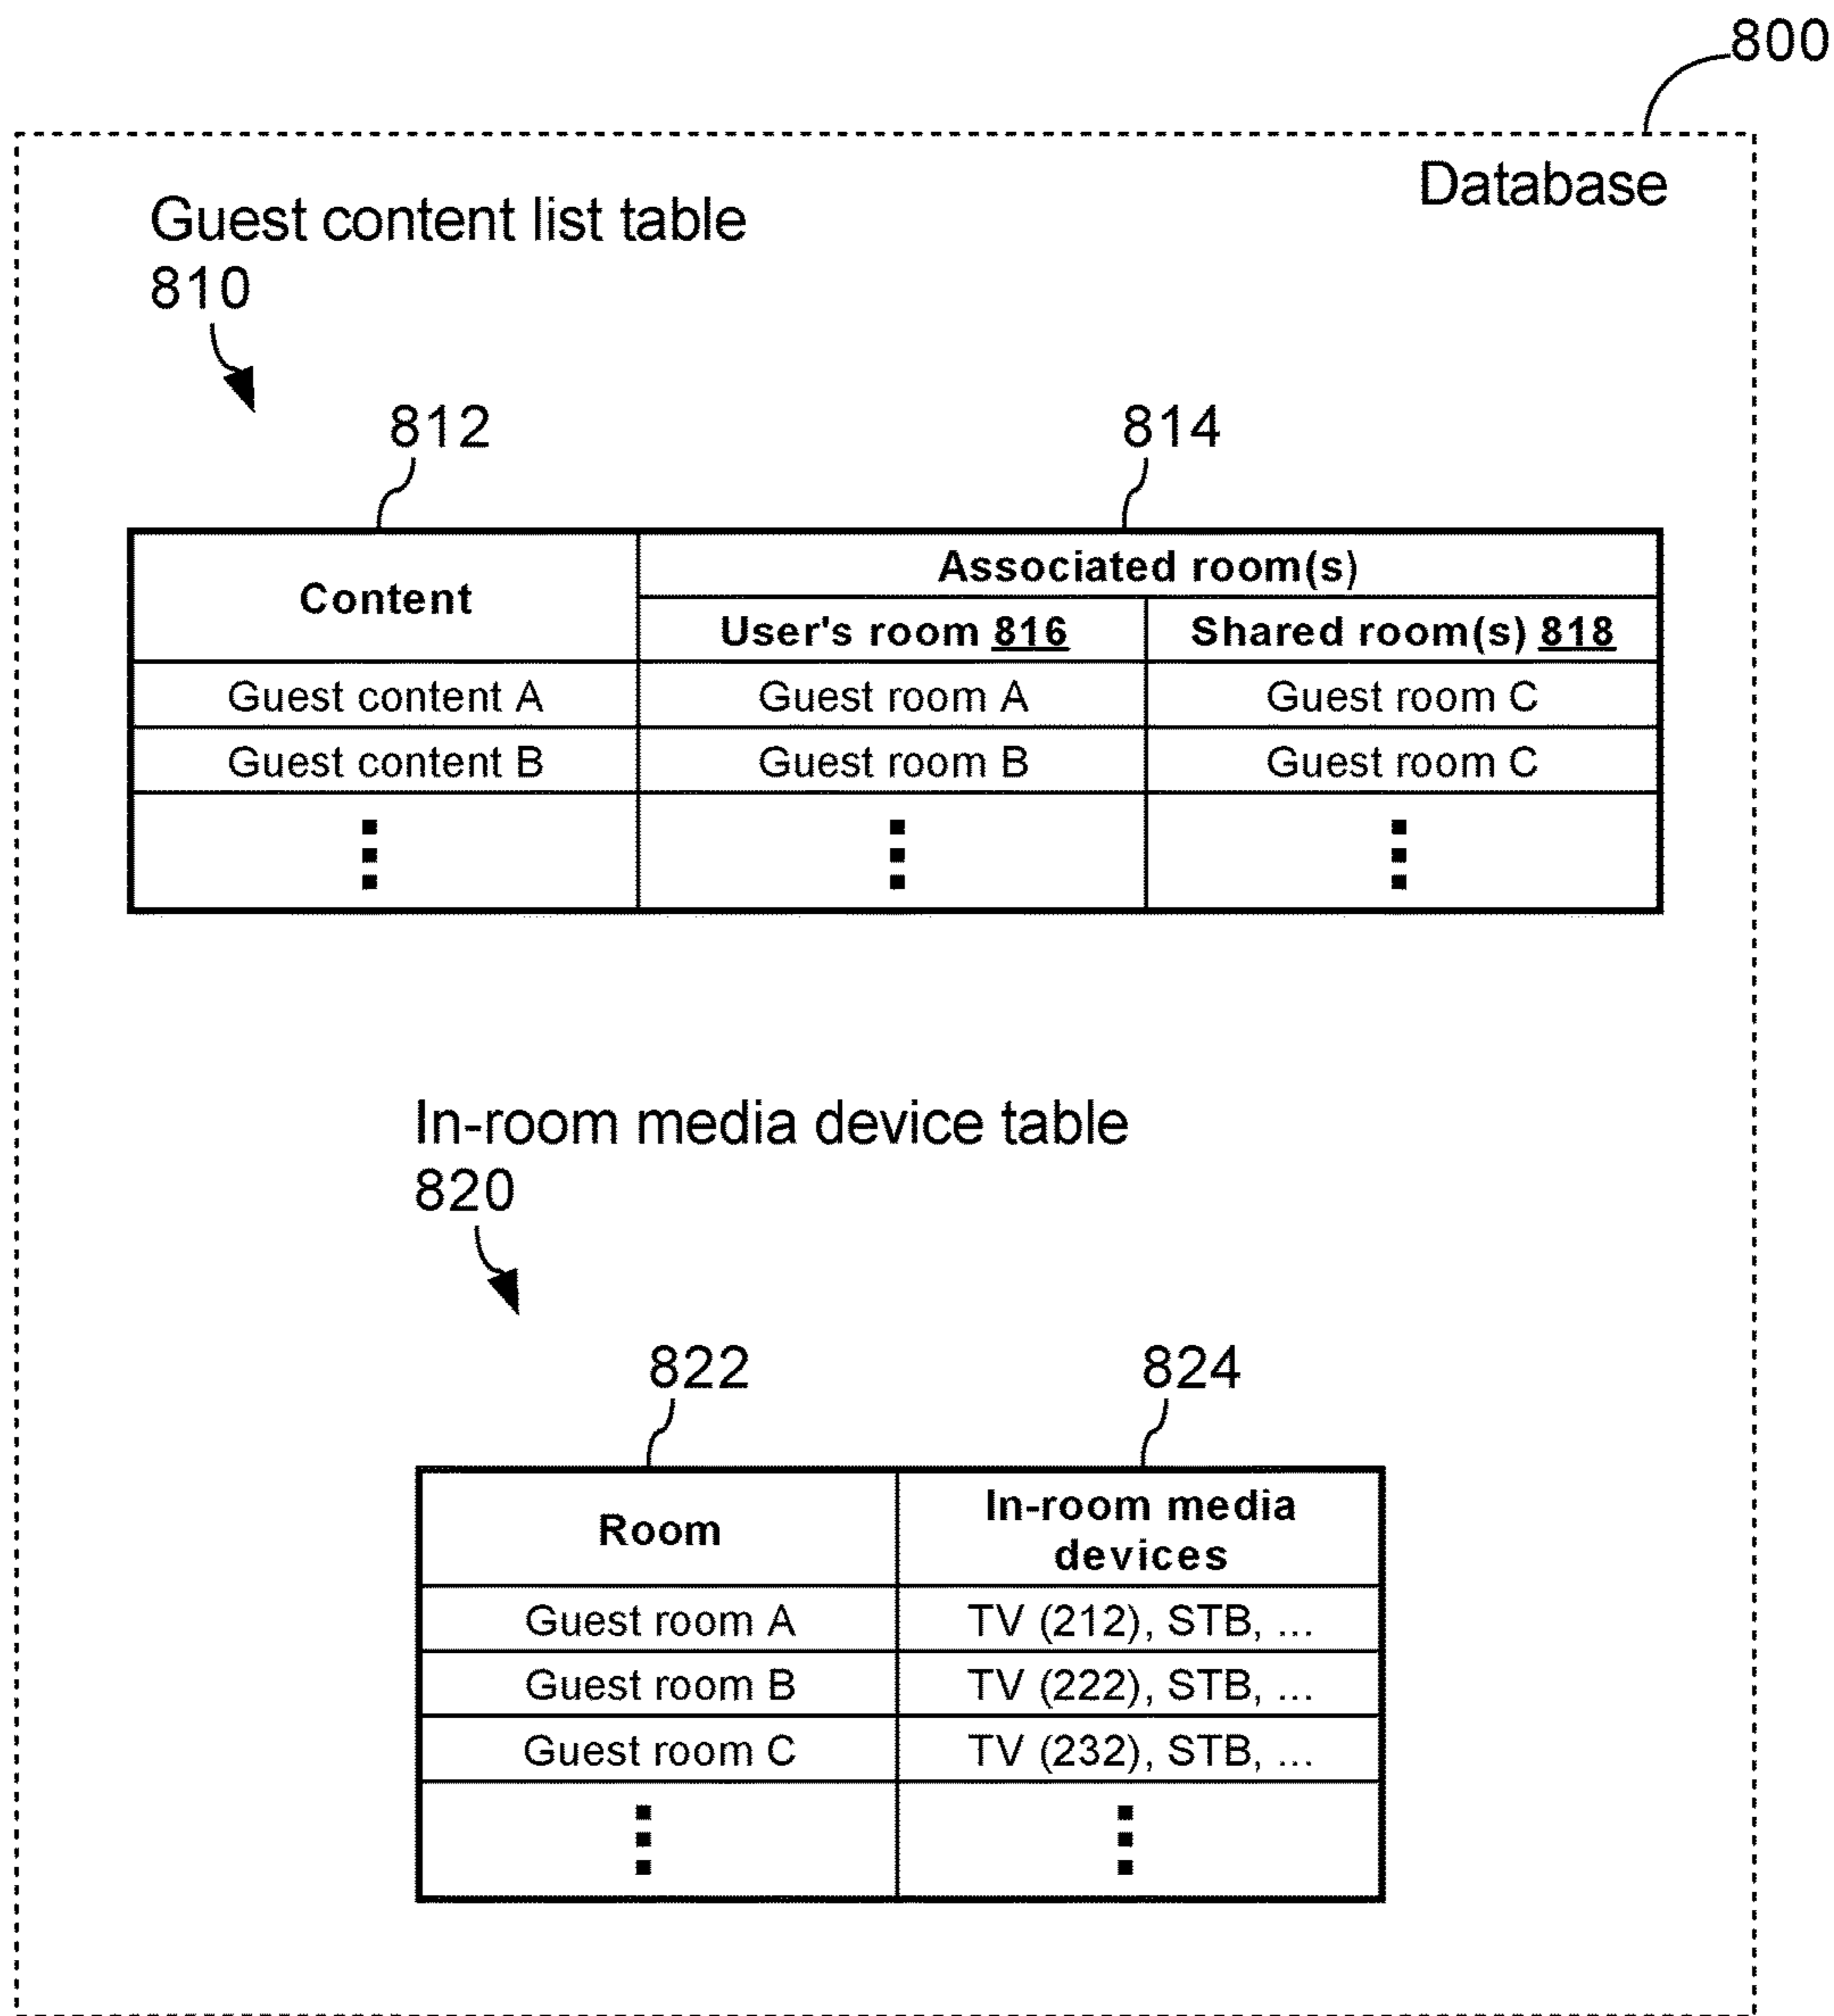 800
Database
Guest content list table
810
812
814
Content
Associated room(s)
User's room 816
Shared room(s) 818
Guest content A
Guest room A
Guest room C
Guest content B
Guest room B
Guest room C
In-room media device table
820
822
824
Room
In-room media
devices
Guest room A
TV (212), STB, ...
Guest room B
TV (222), STB, ...
Guest room C
TV (232), STB, ...